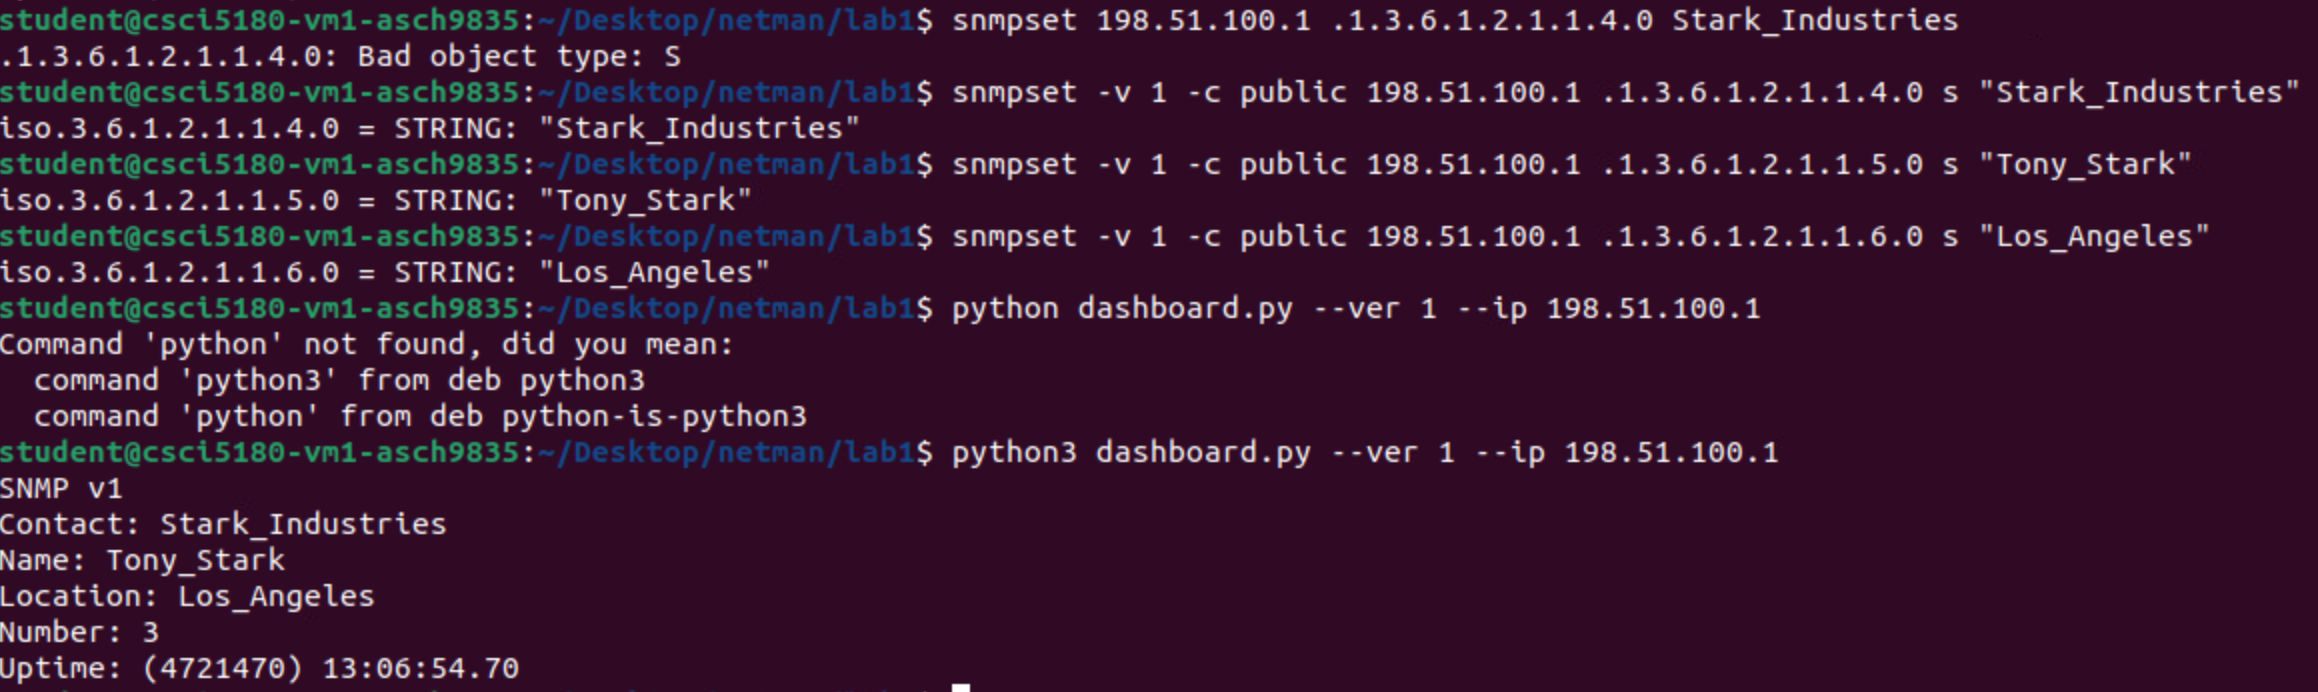 student@csci5180-vm1-asch9835:~/Desktop/netman/lab1$ snmpset 198.51.100.1 .1.3.6.1.2.1.1.4.0 Stark_Industries
.1.3.6.1.2.1.1.4.0: Bad object type: S
student@csci5180-vm1-asch9835:~/Desktop/netman/lab1$ snmpset -v 1 -c public 198.51.100.1 .1.3.6.1.2.1.1.4.0 s "Stark_Industries"
iso.3.6.1.2.1.1.4.0 = STRING: "Stark_Industries"
student@csci5180-vm1-asch9835:~/Desktop/netman/lab1$ snmpset -v 1 -c public 198.51.100.1 .1.3.6.1.2.1.1.5.0 s "Tony_Stark"
iso.3.6.1.2.1.1.5.0 = STRING: "Tony_Stark"
student@csci5180-vm1-asch9835:~/Desktop/netman/lab1$ snmpset -v 1 -c public 198.51.100.1 .1.3.6.1.2.1.1.6.0 s "Los_Angeles"
iso.3.6.1.2.1.1.6.0 = STRING: "Los_Angeles"
student@csci5180-vm1-asch9835:~/Desktop/netman/lab1$ python dashboard.py --ver 1 --ip 198.51.100.1
Command 'python' not found, did you mean:
  command 'python3' from deb python3
  command 'python' from deb python-is-python3
student@csci5180-vm1-asch9835:~/Desktop/netman/lab1$ python3 dashboard.py --ver 1 --ip 198.51.100.1
SNMP v1
Contact: Stark_Industries
Name: Tony_Stark
Location: Los_Angeles
Number: 3
Uptime: (4721470) 13:06:54.70